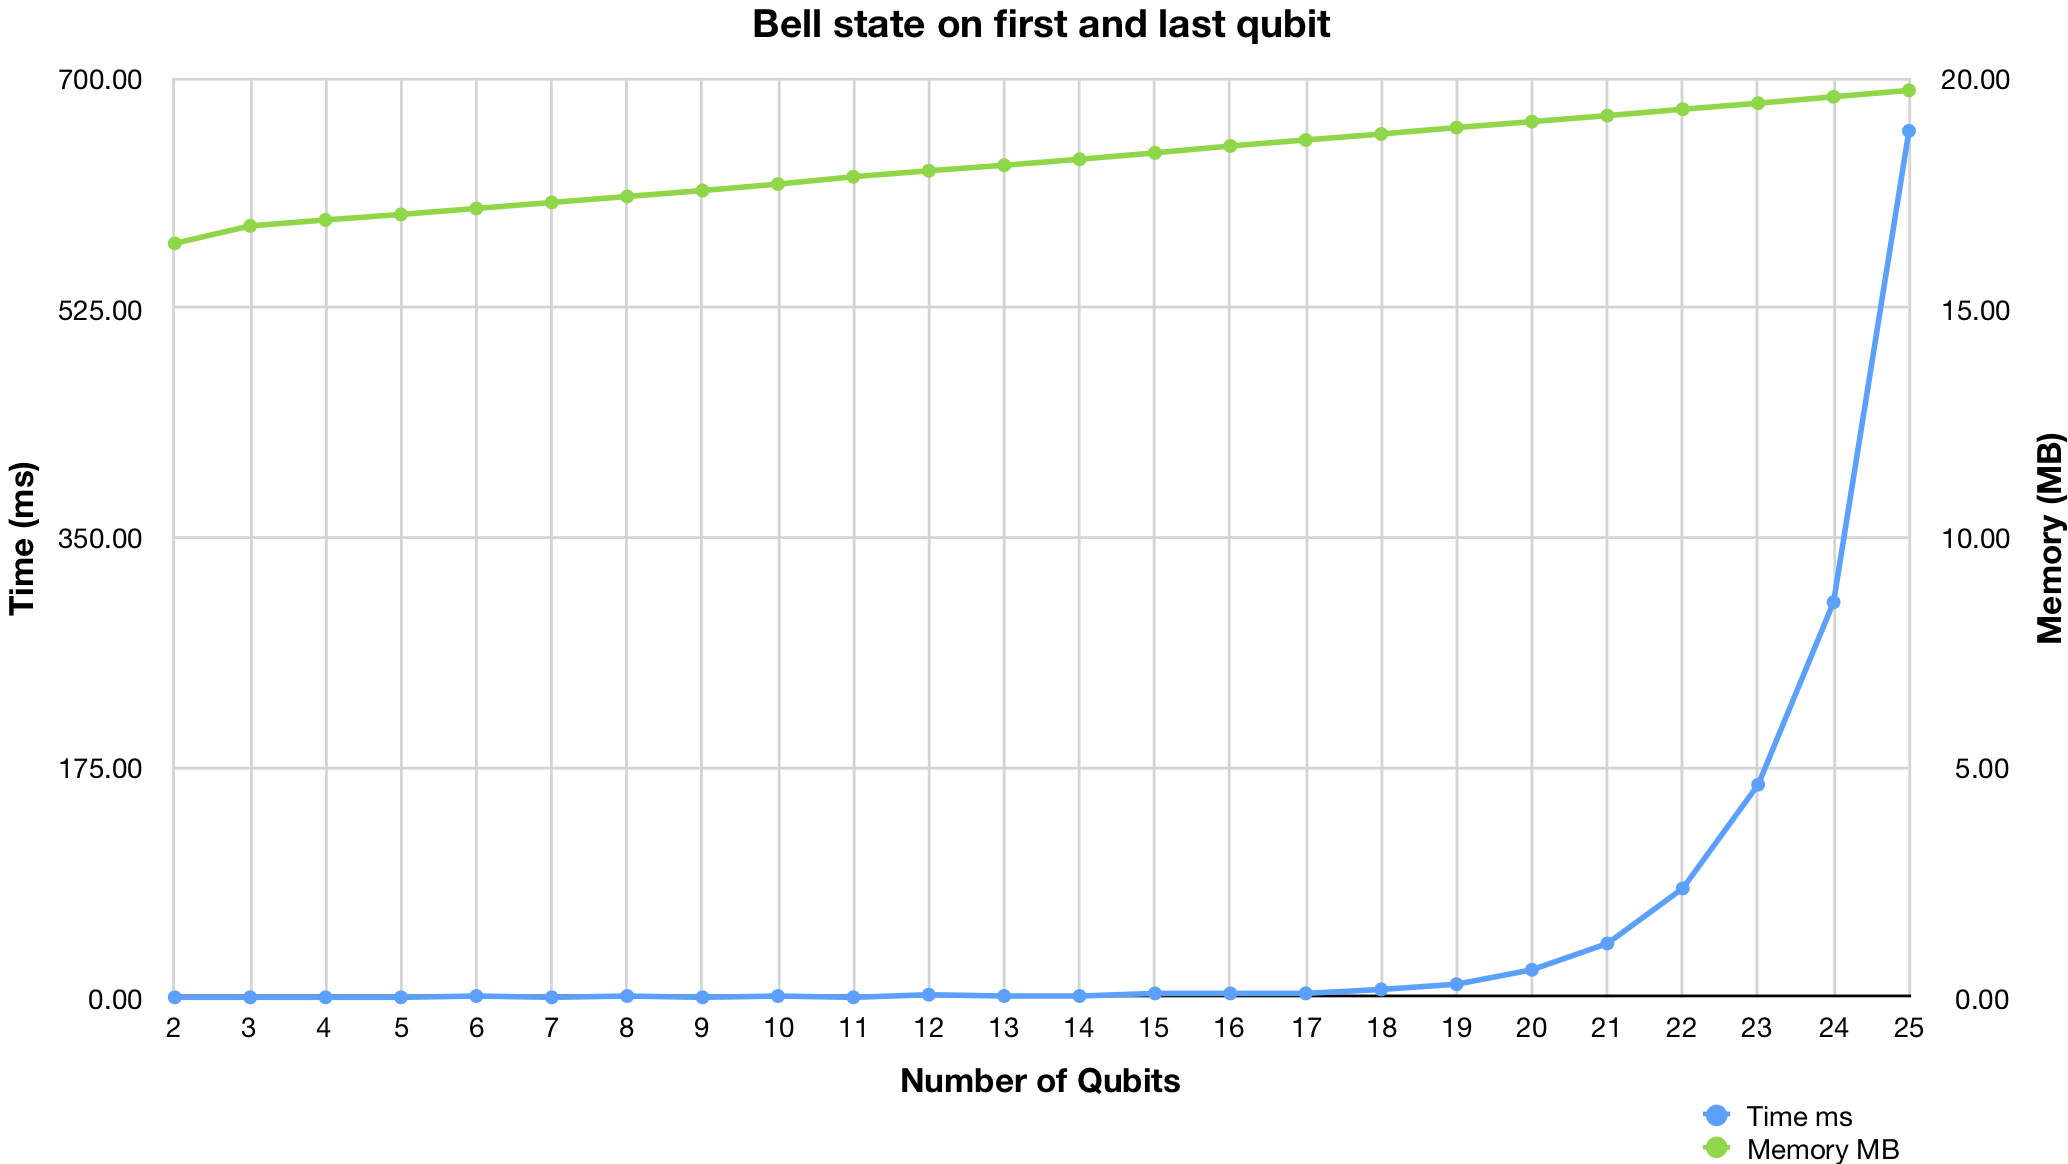 Bell state on first and last qubit
700.00
525.00
350.00
175.00
0.00
Time (ms)
20.00
15.00
10.00
5.00
0.00
Memory (MB)
2 3 4 5 6 7 8 9 10 11 12 13 14 15 16 17 18 19 20 21 22 23 24 25
Number of Qubits
Time ms
Memory MB